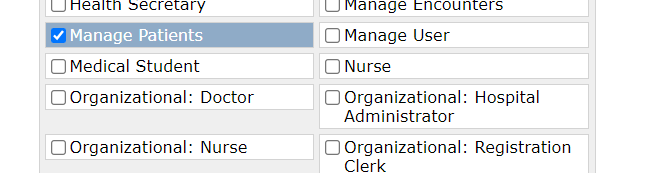 Health Secretary
Manage Encounters
Manage Patients
Manage User
Medical Student
Nurse
Organizational: Doctor
Organizational: Hospital
Administrator
Organizational: Nurse
Organizational: Registration
Clerk